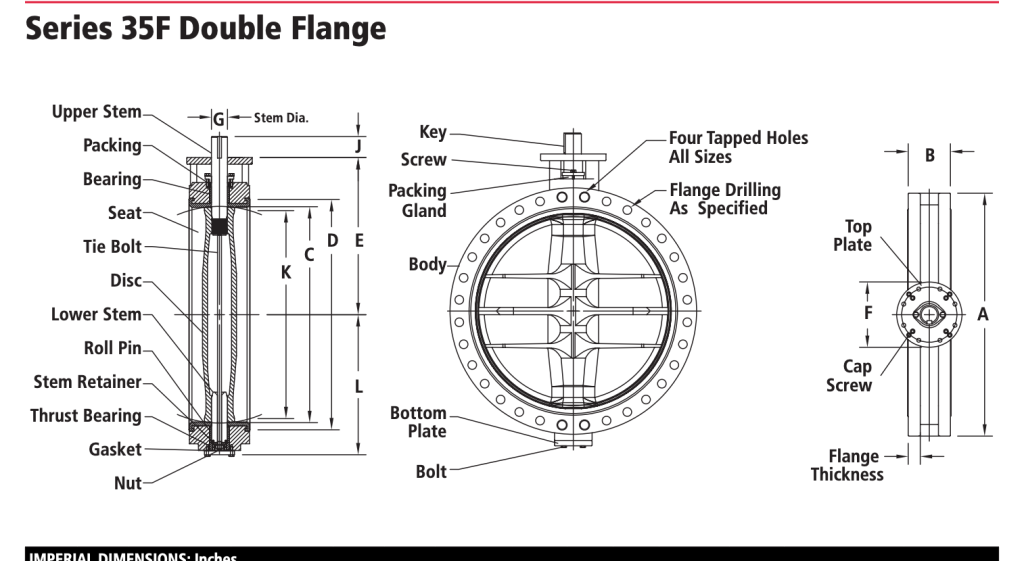 Series 35F Double Flange
Upper Stem
Packing
Bearing
Seat
Tie Bolt
Disc
Lower Stem
Roll Pin
Stem Retainer
Thrust Bearing
Gasket
Nut
G
Stem Dia.
J
E
D
C
K
L
Key
Screw
Packing
Gland
Body
Bottom
Plate
Bolt
Four Tapped Holes
All Sizes
Flange Drilling
As Specified
B
Top
Plate
F
A
Cap
Screw
Flange
Thickness
IMPERIAL DIMENSIONS: Inches